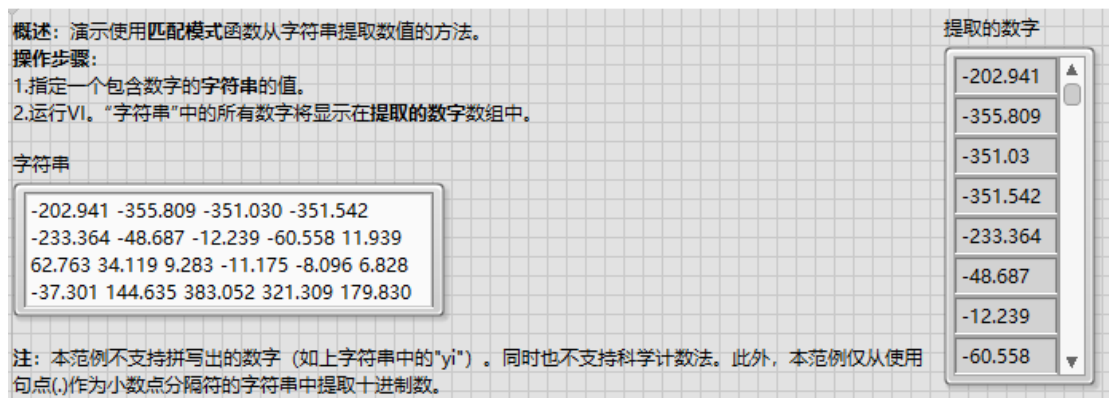 概述：演示使用匹配模式函数从字符串提取数值的方法。
操作步骤：
1.指定一个包含数字的字符串的值。
2.运行VI。“字符串”中的所有数字将显示在提取的数字数组中。
字符串
-202.941 -355.809 -351.030 -351.542
-233.364 -48.687 -12.239 -60.558 11.939
62.763 34.119 9.283 -11.175 -8.096 6.828
-37.301 144.635 383.052 321.309 179.830
注：本范例不支持拼写出的数字（如上字符串中的"yi"）。同时也不支持科学计数法。此外，本范例仅从使用
句点(.)作为小数点分隔符的字符串中提取十进制数。
提取的数字
-202.941
-355.809
-351.03
-351.542
-233.364
-48.687
-12.239
-60.558